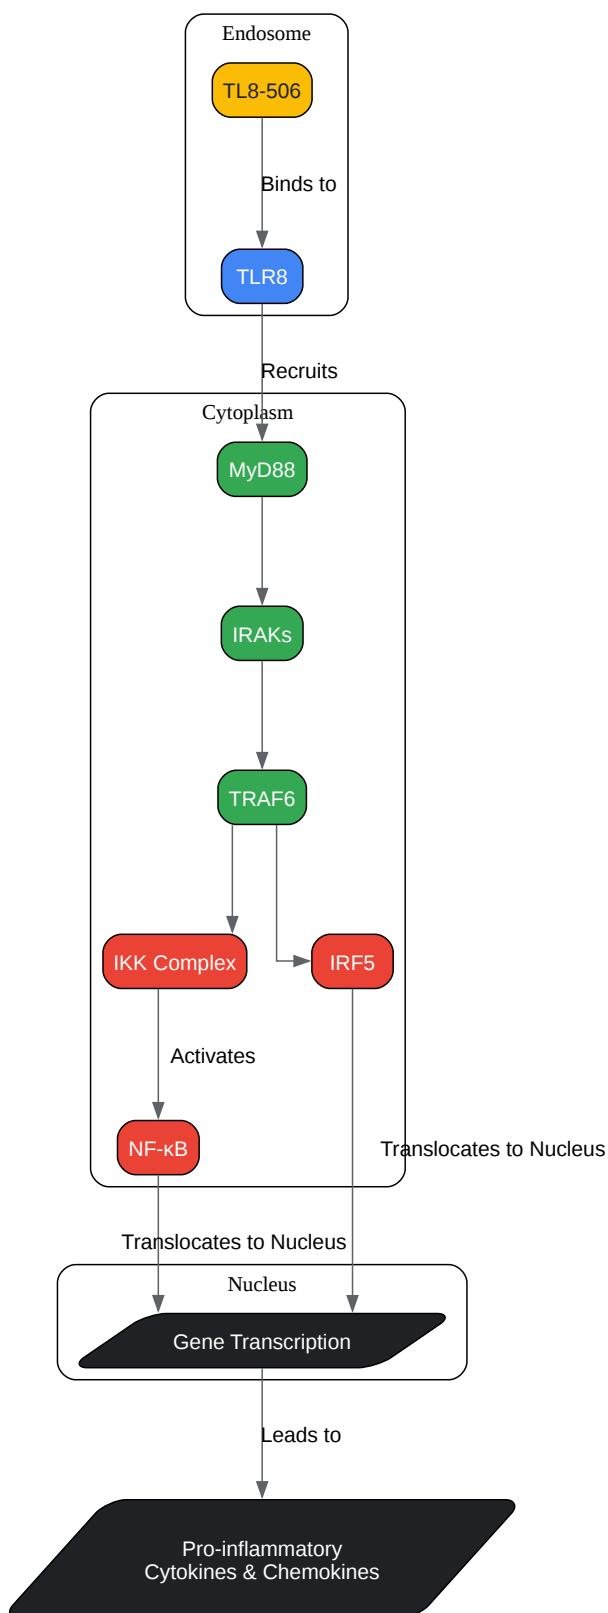 Endosome
TL8-506
Binds to
TLR8
Recruits
Cytoplasm
MyD88
IRAKs
TRAF6
IKK Complex
IRF5
Activates
NF-κB
Translocates to Nucleus
Translocates to Nucleus
Nucleus
Gene Transcription
Leads to
Pro-inflammatory
Cytokines & Chemokines